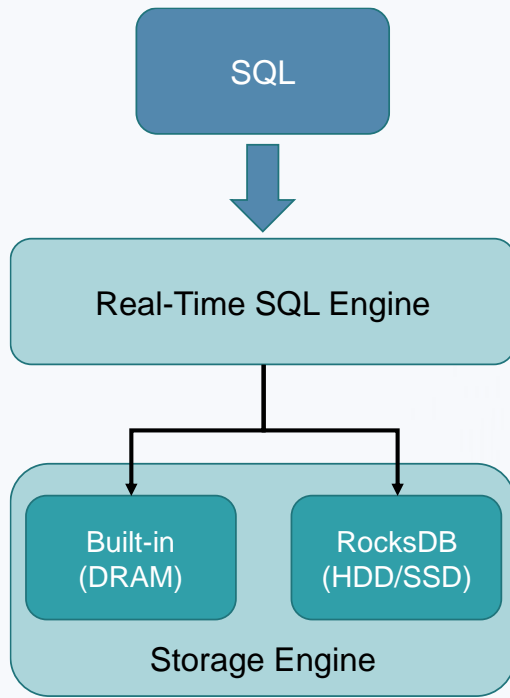 SQL
Real-Time SQL Engine
Built-in
(DRAM)
RocksDB
(HDD/SSD)
Storage Engine